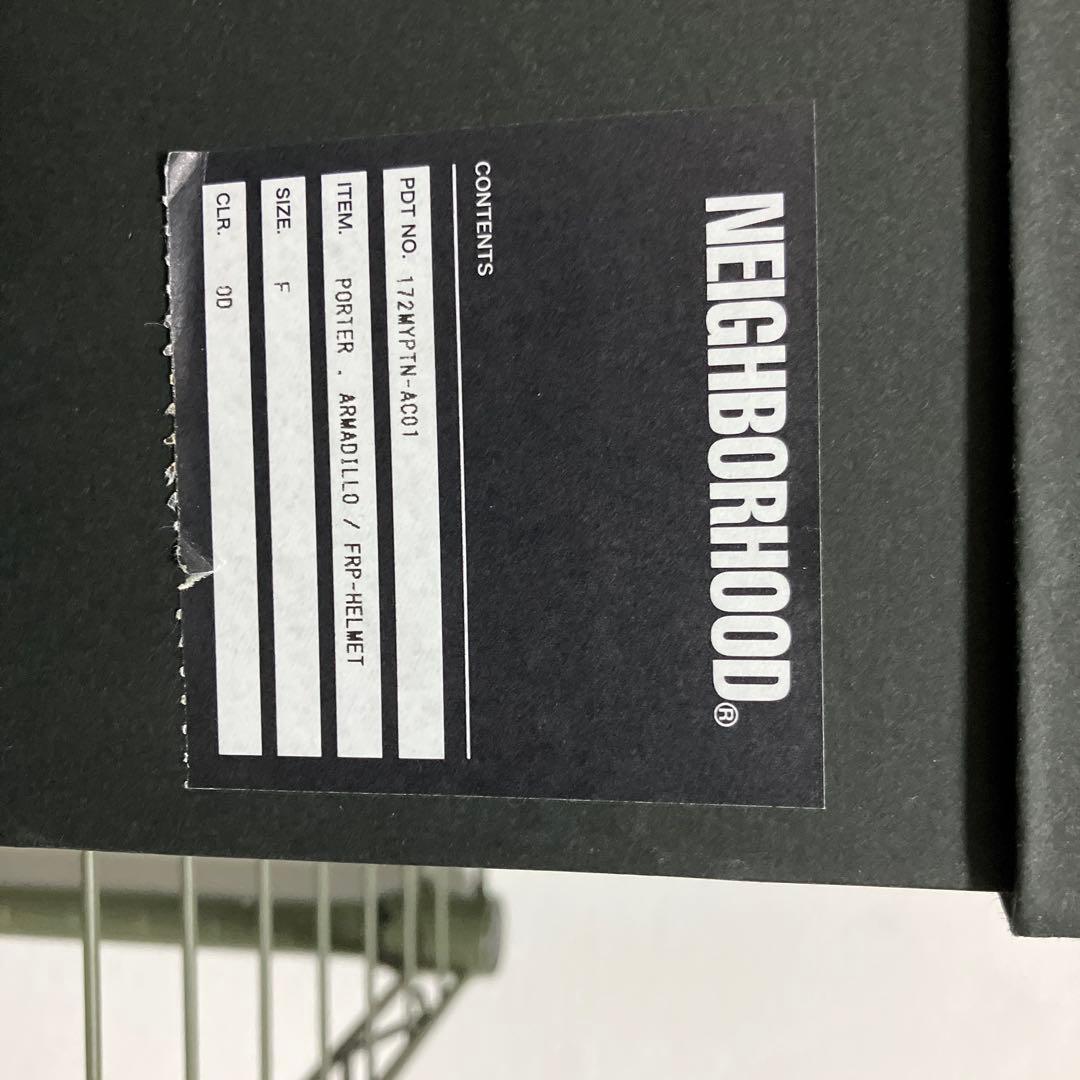 NEIGHBORHOOD®
CONTENTS
PDT NO. 172MYPTN-AC01
ITEM. PORTER . ARMADILLO / FRP-HELMET
SIZE. F
CLR. OD